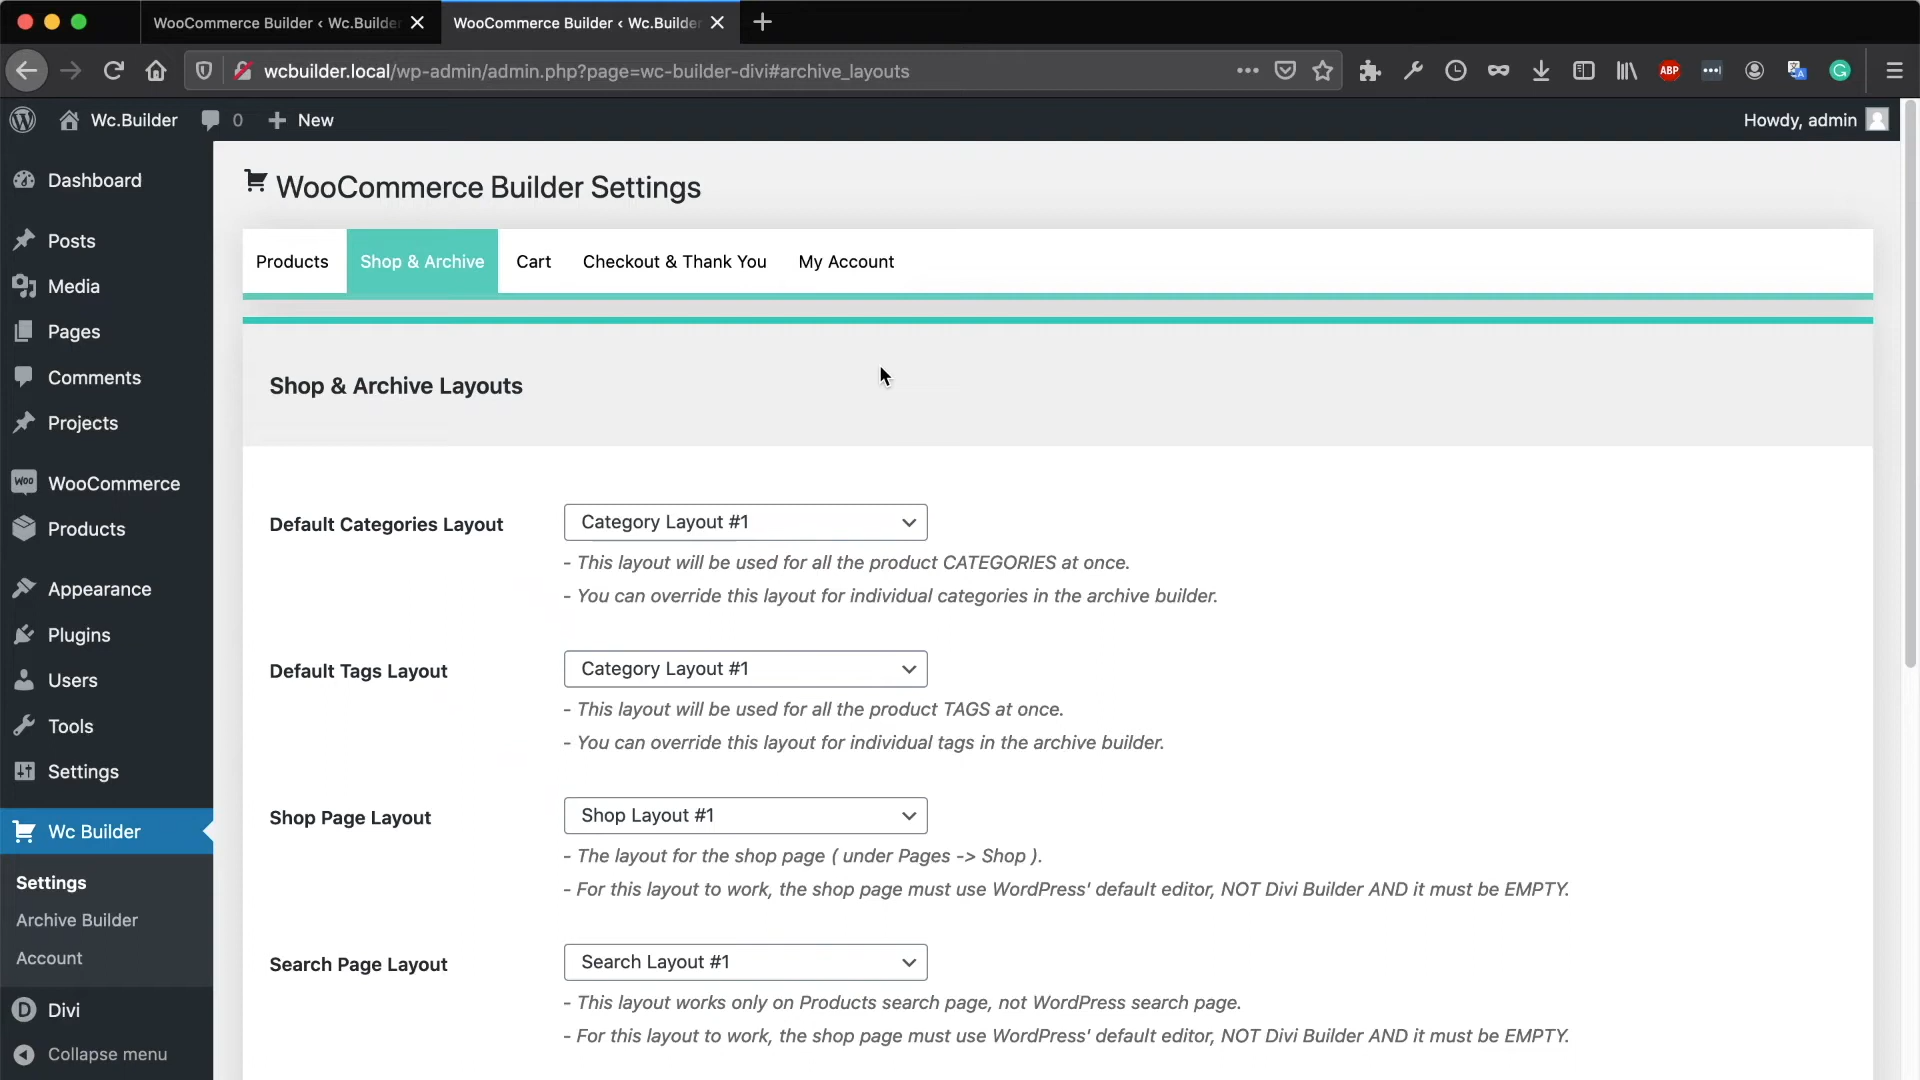 WooCommerce Builder ‹ Wc.Builder
WooCommerce Builder ‹ Wc.Builder
wcbuilder.local/wp-admin/admin.php?page=wc-builder-divi#archive_layouts
ABP
Wc.Builder
0
New
Howdy, admin
Dashboard
Posts
Media
Pages
Comments
Projects
Woo
WooCommerce
Products
Appearance
Plugins
Users
Tools
Settings
Wc Builder
Settings
Archive Builder
Account
D
Divi
Collapse menu
WooCommerce Builder Settings
Products
Shop & Archive
Cart
Checkout & Thank You
My Account
Shop & Archive Layouts
Default Categories Layout
Category Layout #1
- This layout will be used for all the product CATEGORIES at once.
- You can override this layout for individual categories in the archive builder.
Default Tags Layout
Category Layout #1
- This layout will be used for all the product TAGS at once.
- You can override this layout for individual tags in the archive builder.
Shop Page Layout
Shop Layout #1
- The layout for the shop page ( under Pages -> Shop ).
- For this layout to work, the shop page must use WordPress' default editor, NOT Divi Builder AND it must be EMPTY.
Search Page Layout
Search Layout #1
- This layout works only on Products search page, not WordPress search page.
- For this layout to work, the shop page must use WordPress' default editor, NOT Divi Builder AND it must be EMPTY.